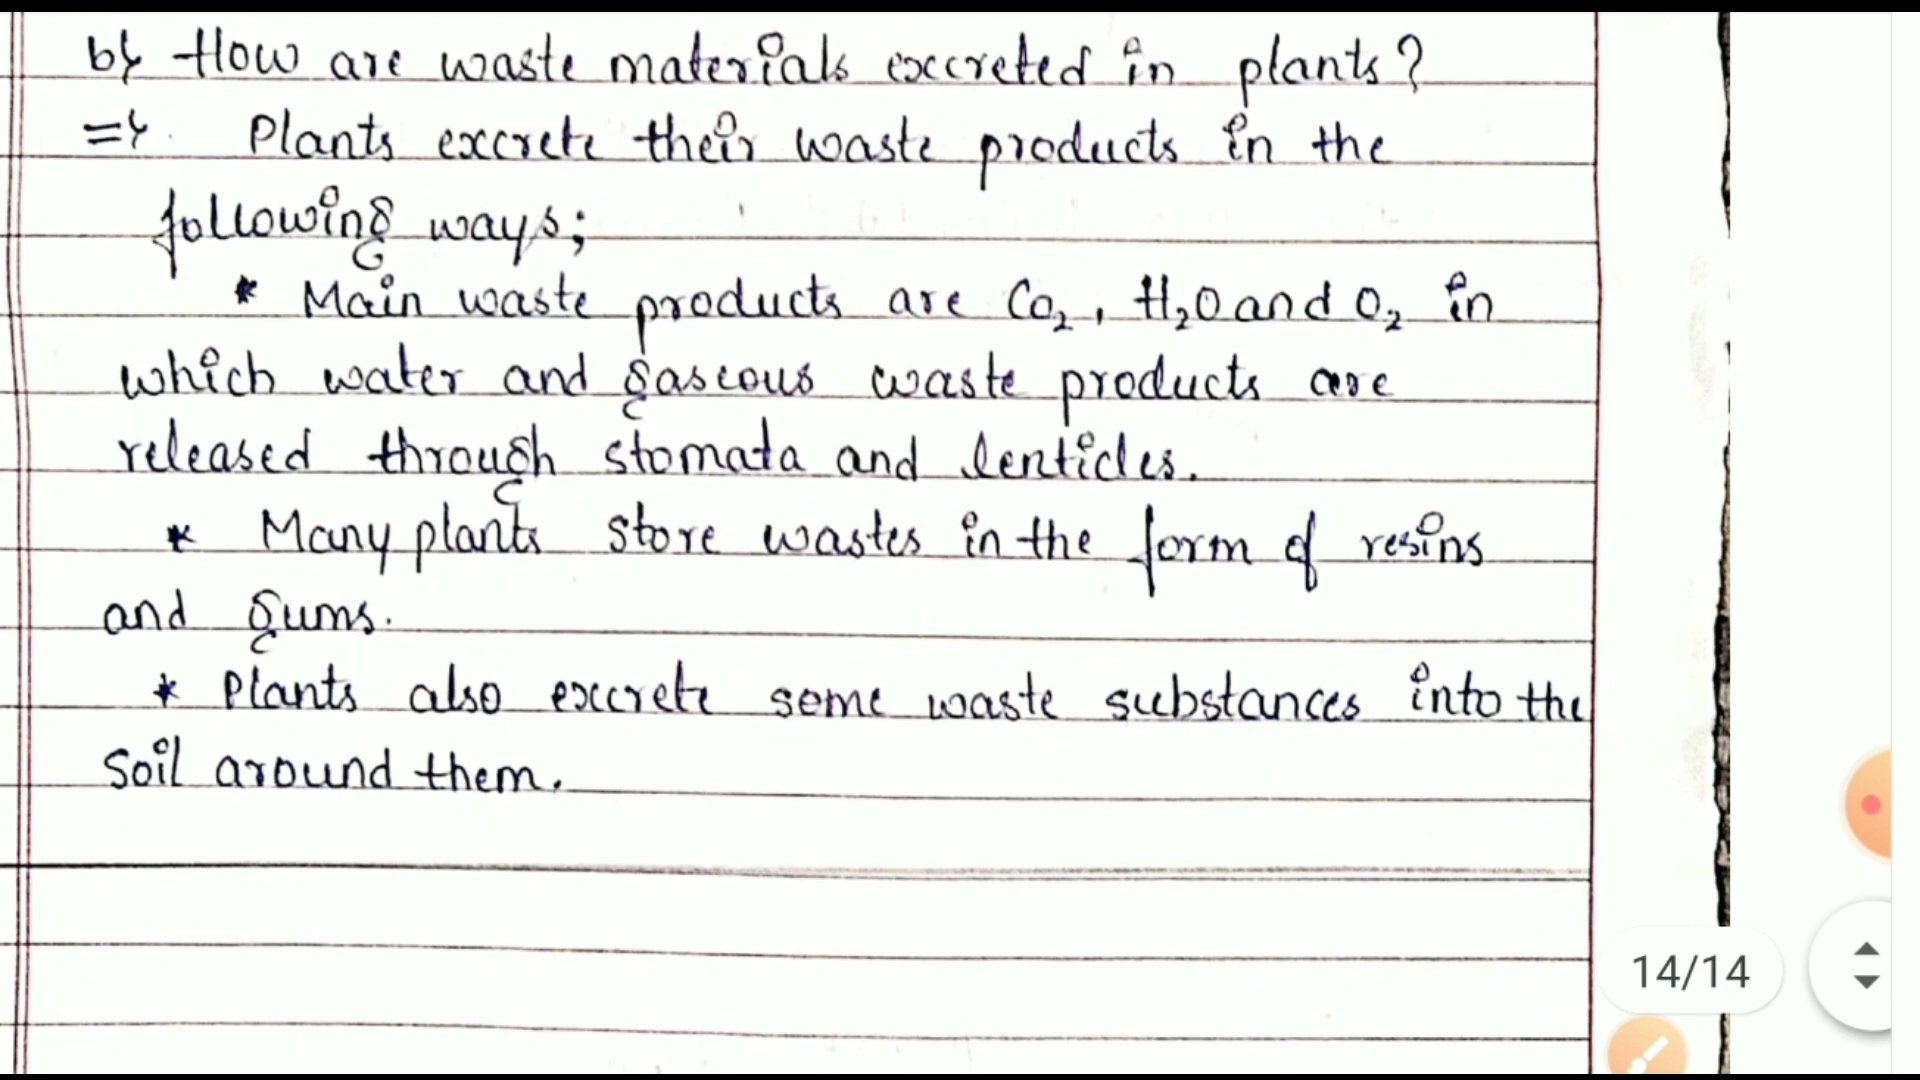 b) How are waste materials excreted in plants?
=> Plants excrete their waste products in the
following ways;
* Main waste products are CO₂, H₂O and O₂ in
which water and gaseous waste products are
released through stomata and lenticles.
* Many plants store wastes in the form of resins
and gums.
* Plants also excrete some waste substances into the
soil around them.
14/14